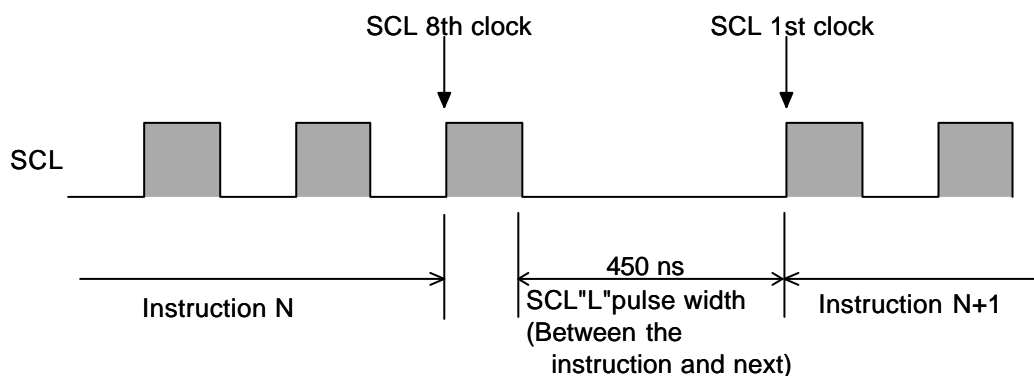 SCL 8th clock
SCL 1st clock
SCL
450 ns
Instruction N
SCL"L"pulse width
(Between the
instruction and next)
Instruction N+1